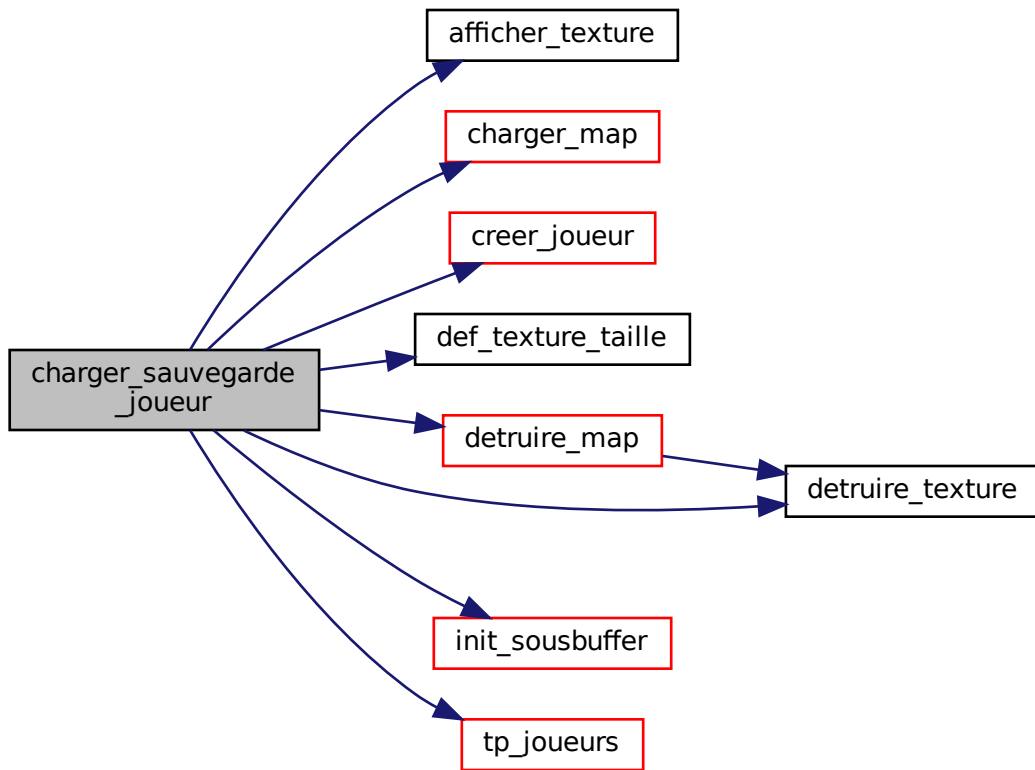 afficher_texture
charger_map
creer_joueur
def_texture_taille
charger_sauvegarde
_joueur
detruire_map
detruire_texture
init_sousbuffer
tp_joueurs